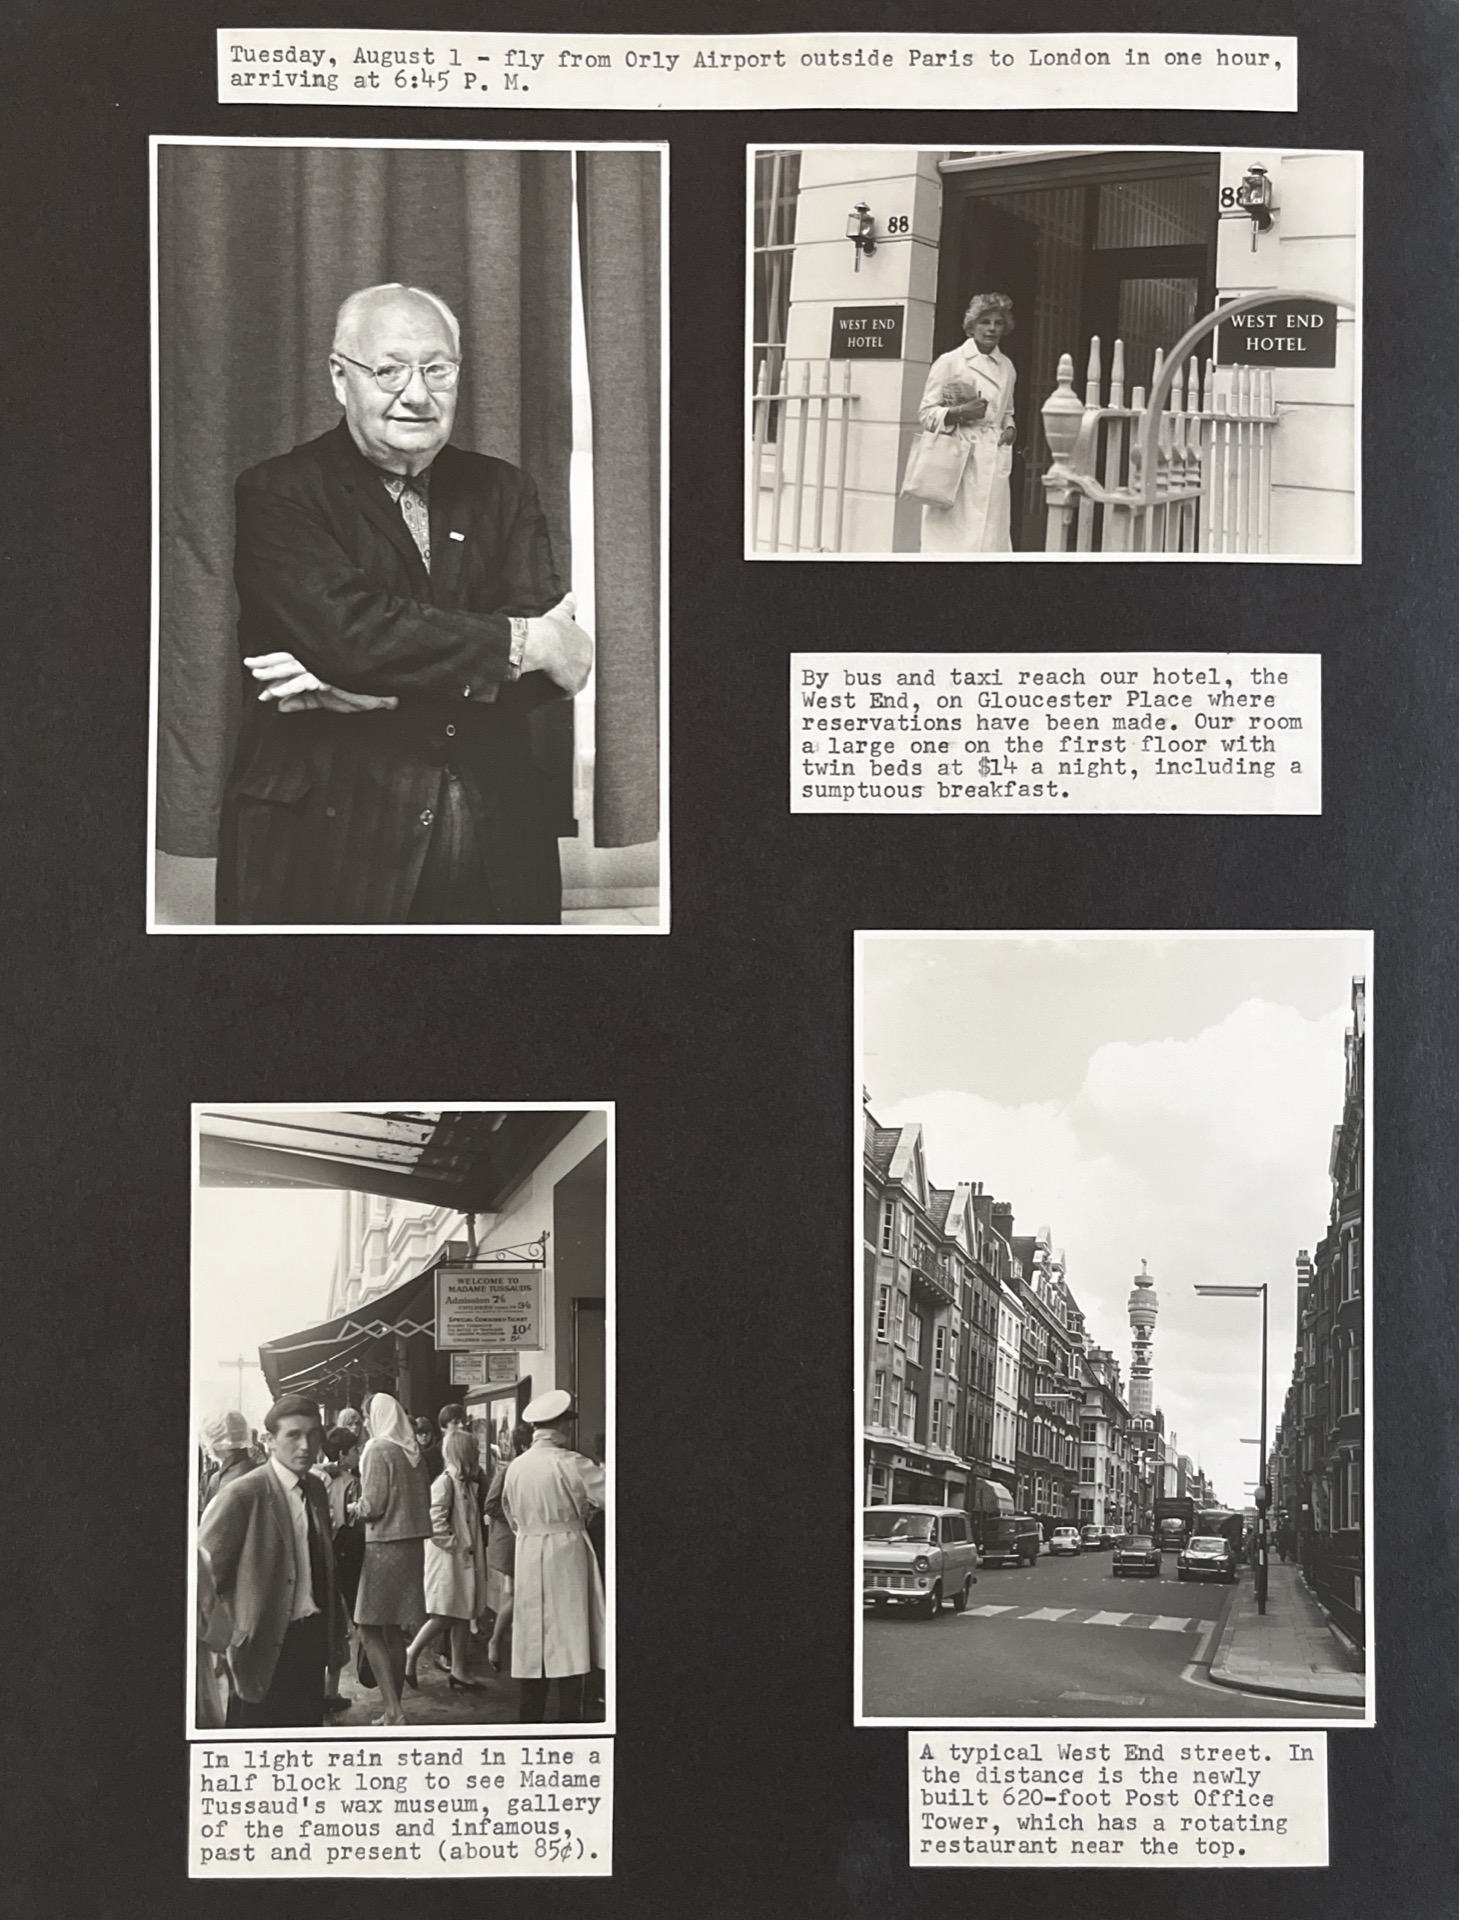 Tuesday, August 1 - fly from Orly Airport outside Paris to London in one hour,
arriving at 6:45 P. M.
88
88
WEST END
HOTEL
WEST END
HOTEL
By bus and taxi reach our hotel, the
West End, on Gloucester Place where
reservations have been made. Our room
a large one on the first floor with
twin beds at $14 a night, including a
sumptuous breakfast.
WELCOME TO
MADAME TUSSAUDS
Admission 7/6
CHILDREN 3/6
SPECIAL COMBINED TICKET
10/-
CHILDREN 5/-
In light rain stand in line a
half block long to see Madame
Tussaud's wax museum, gallery
of the famous and infamous,
past and present (about 85¢).
A typical West End street. In
the distance is the newly
built 620-foot Post Office
Tower, which has a rotating
restaurant near the top.